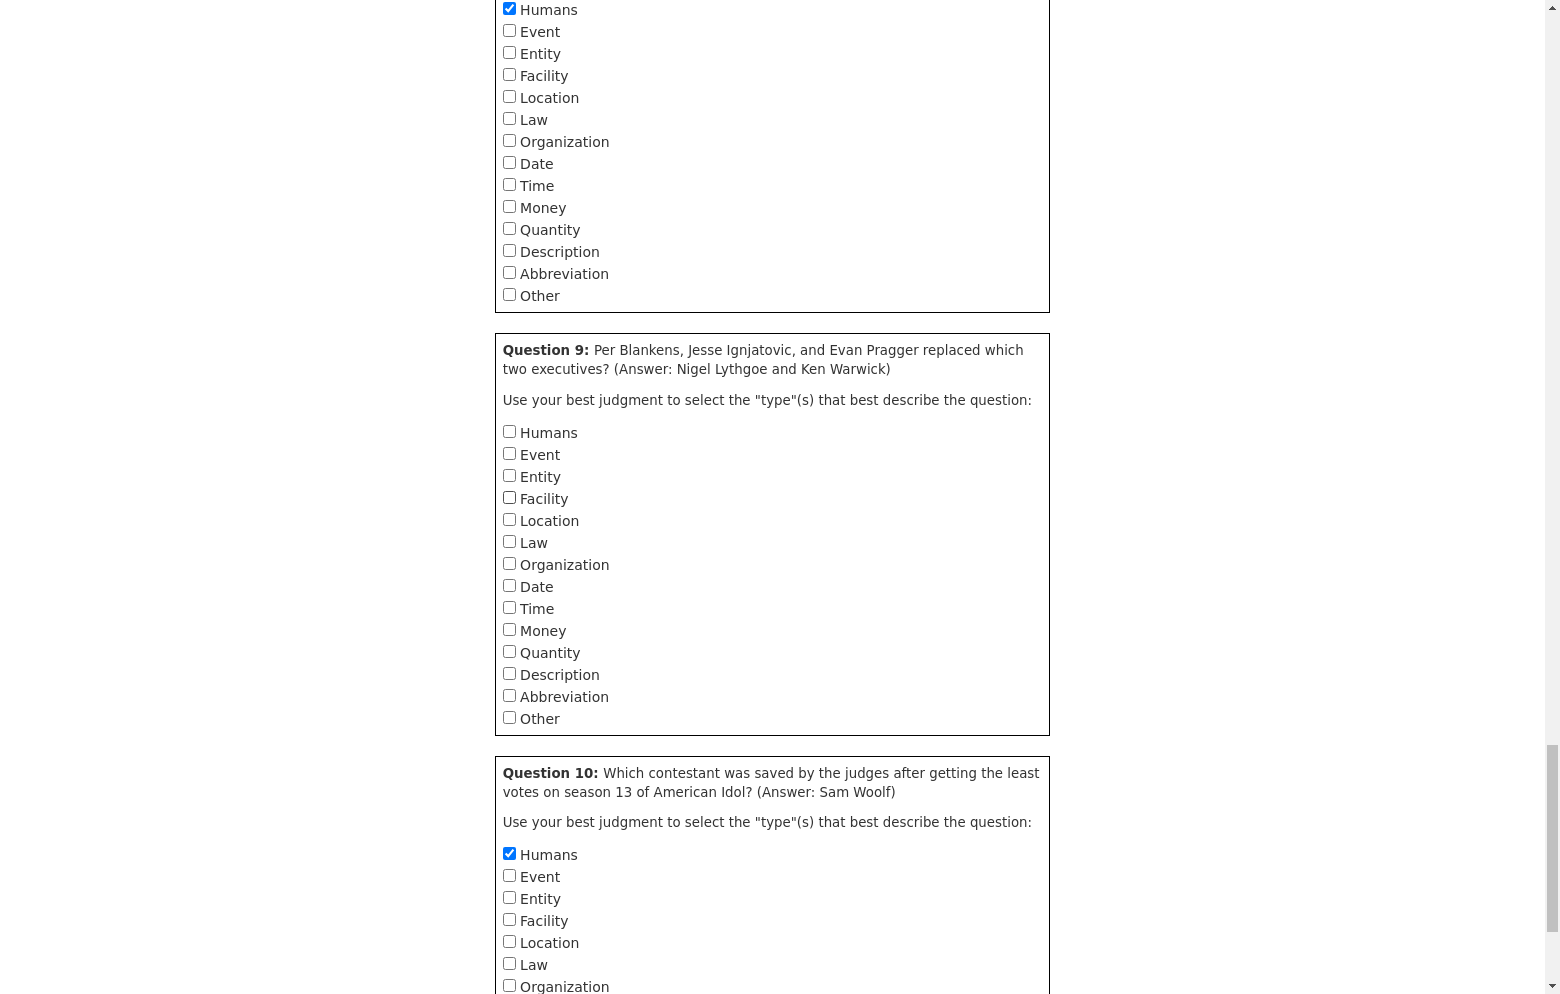 Humans
Event
Entity
Facility
Location
Law
Organization
Date
Time
Money
Quantity
Description
Abbreviation
Other
Question 9: Per Blankens, Jesse Ignjatovic, and Evan Pragger replaced which
two executives? (Answer: Nigel Lythgoe and Ken Warwick)
Use your best judgment to select the "type"(s) that best describe the question:
Humans
Event
Entity
Facility
Location
Law
Organization
Date
Time
Money
Quantity
Description
Abbreviation
Other
Question 10: Which contestant was saved by the judges after getting the least
votes on season 13 of American Idol? (Answer: Sam Woolf)
Use your best judgment to select the "type"(s) that best describe the question:
Humans
Event
Entity
Facility
Location
Law
Organization